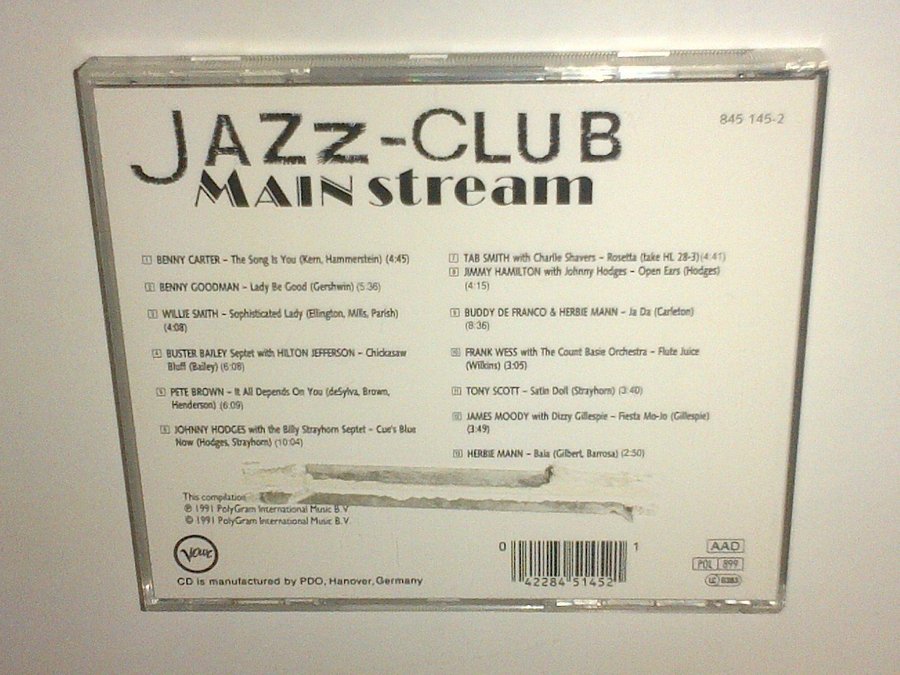 JAZZ-CLUB
MAINstream
845 145-2
1 BENNY CARTER – The Song Is You (Kern, Hammerstein) (4:45)
2 BENNY GOODMAN – Lady Be Good (Gershwin) (5:36)
3 WILLIE SMITH – Sophisticated Lady (Ellington, Mills, Parish)
(4:08)
4 BUSTER BAILEY Septet with HILTON JEFFERSON – Chickasaw
Bluff (Bailey) (6:08)
5 PETE BROWN – It All Depends On You (deSylva, Brown,
Henderson) (6:09)
6 JOHNNY HODGES with the Billy Strayhorn Septet – Cue's Blue
Now (Hodges, Strayhorn) (10:04)
7 TAB SMITH with Charlie Shavers – Rosetta (take HL 28-3) (4:41)
8 JIMMY HAMILTON with Johnny Hodges – Open Ears (Hodges)
(4:15)
9 BUDDY DE FRANCO & HERBIE MANN – Ja Da (Carleton)
(8:36)
10 FRANK WESS with The Count Basie Orchestra – Flute Juice
(Wilkins) (3:05)
11 TONY SCOTT – Satin Doll (Strayhorn) (3:40)
12 JAMES MOODY with Dizzy Gillespie – Fiesta Mo-Jo (Gillespie)
(3:49)
13 HERBIE MANN – Baia (Gilbert, Barrosa) (2:50)
This compilation
℗ 1991 PolyGram International Music B.V.
© 1991 PolyGram International Music B.V.
Verve
CD is manufactured by PDO, Hanover, Germany
0 42284 51452 1
AAD
POL 899
LC 0383